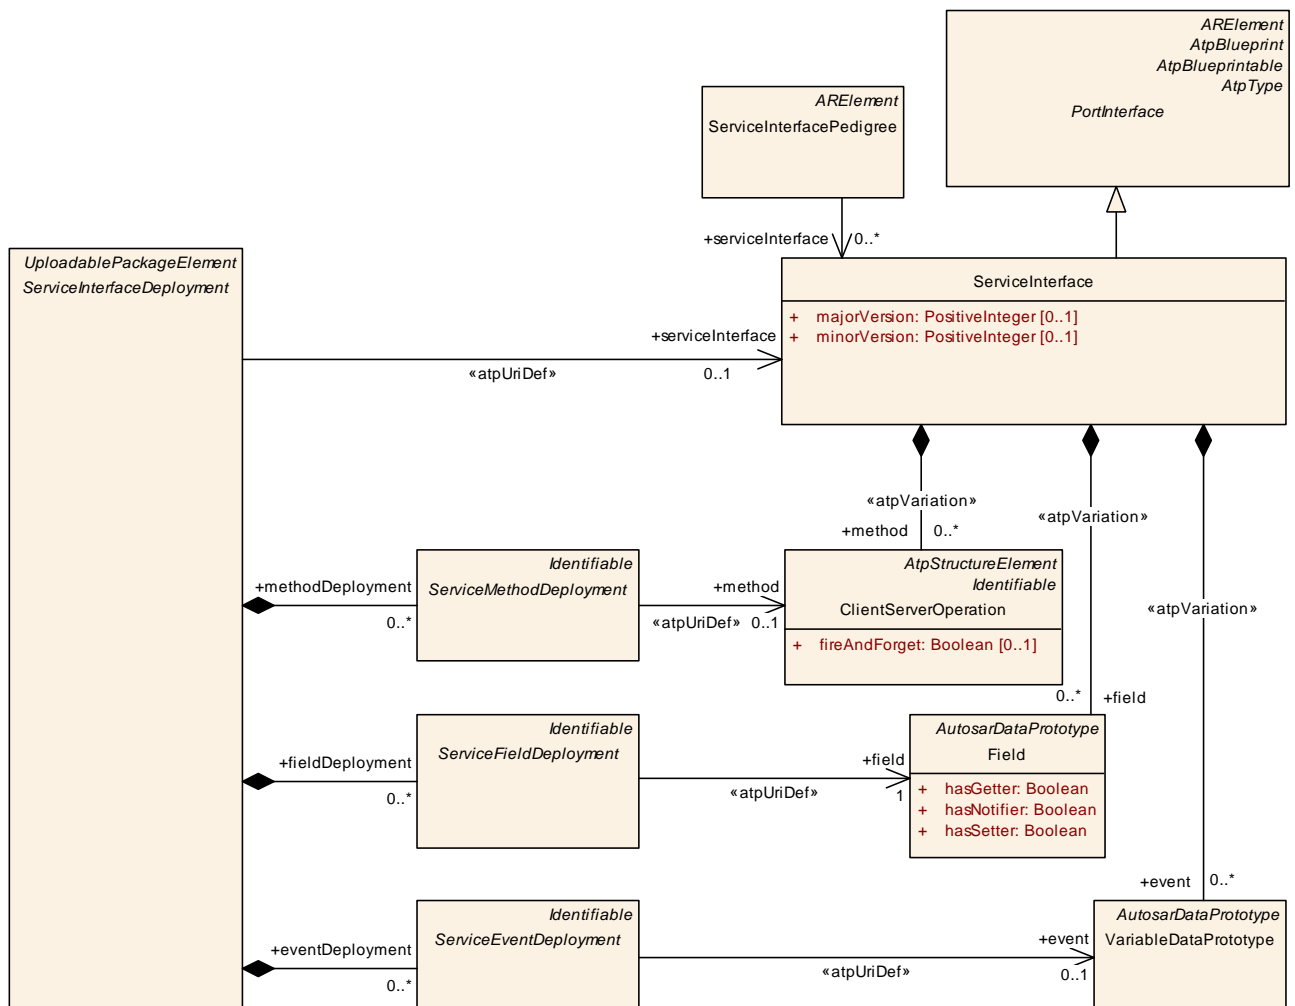 ARElement
AtpBlueprint
AtpBlueprintable
AtpType
PortInterface
ARElement
ServiceInterfacePedigree
+serviceInterface
0..*
UploadablePackageElement
ServiceInterfaceDeployment
ServiceInterface
+ majorVersion: PositiveInteger [0..1]
+ minorVersion: PositiveInteger [0..1]
+serviceInterface
«atpUriDef»
0..1
«atpVariation»
+method
0..*
«atpVariation»
«atpVariation»
+methodDeployment
0..*
Identifiable
ServiceMethodDeployment
+method
«atpUriDef»
0..1
AtpStructureElement
Identifiable
ClientServerOperation
+ fireAndForget: Boolean [0..1]
0..*
+field
+fieldDeployment
0..*
Identifiable
ServiceFieldDeployment
+field
«atpUriDef»
1
AutosarDataPrototype
Field
+ hasGetter: Boolean
+ hasNotifier: Boolean
+ hasSetter: Boolean
+event
0..*
+eventDeployment
0..*
Identifiable
ServiceEventDeployment
+event
«atpUriDef»
0..1
AutosarDataPrototype
VariableDataPrototype